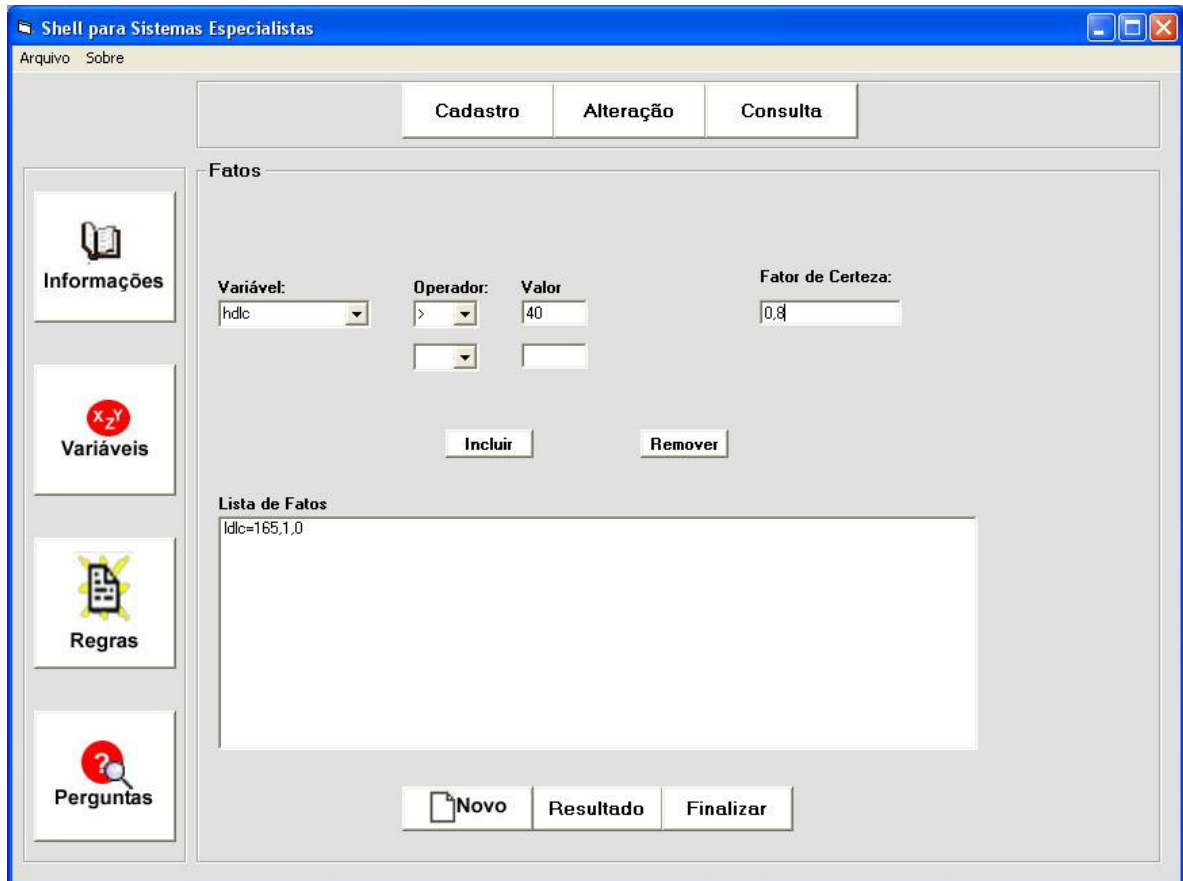 Shell para Sistemas Especialistas
Arquivo Sobre
Cadastro Alteração Consulta
Fatos
Informações
Variáveis
Regras
Perguntas
Variável: Operador: Valor Fator de Certeza:
hdlc > 40 0,8
Incluir Remover
Lista de Fatos
ldlc=165,1,0
Novo Resultado Finalizar